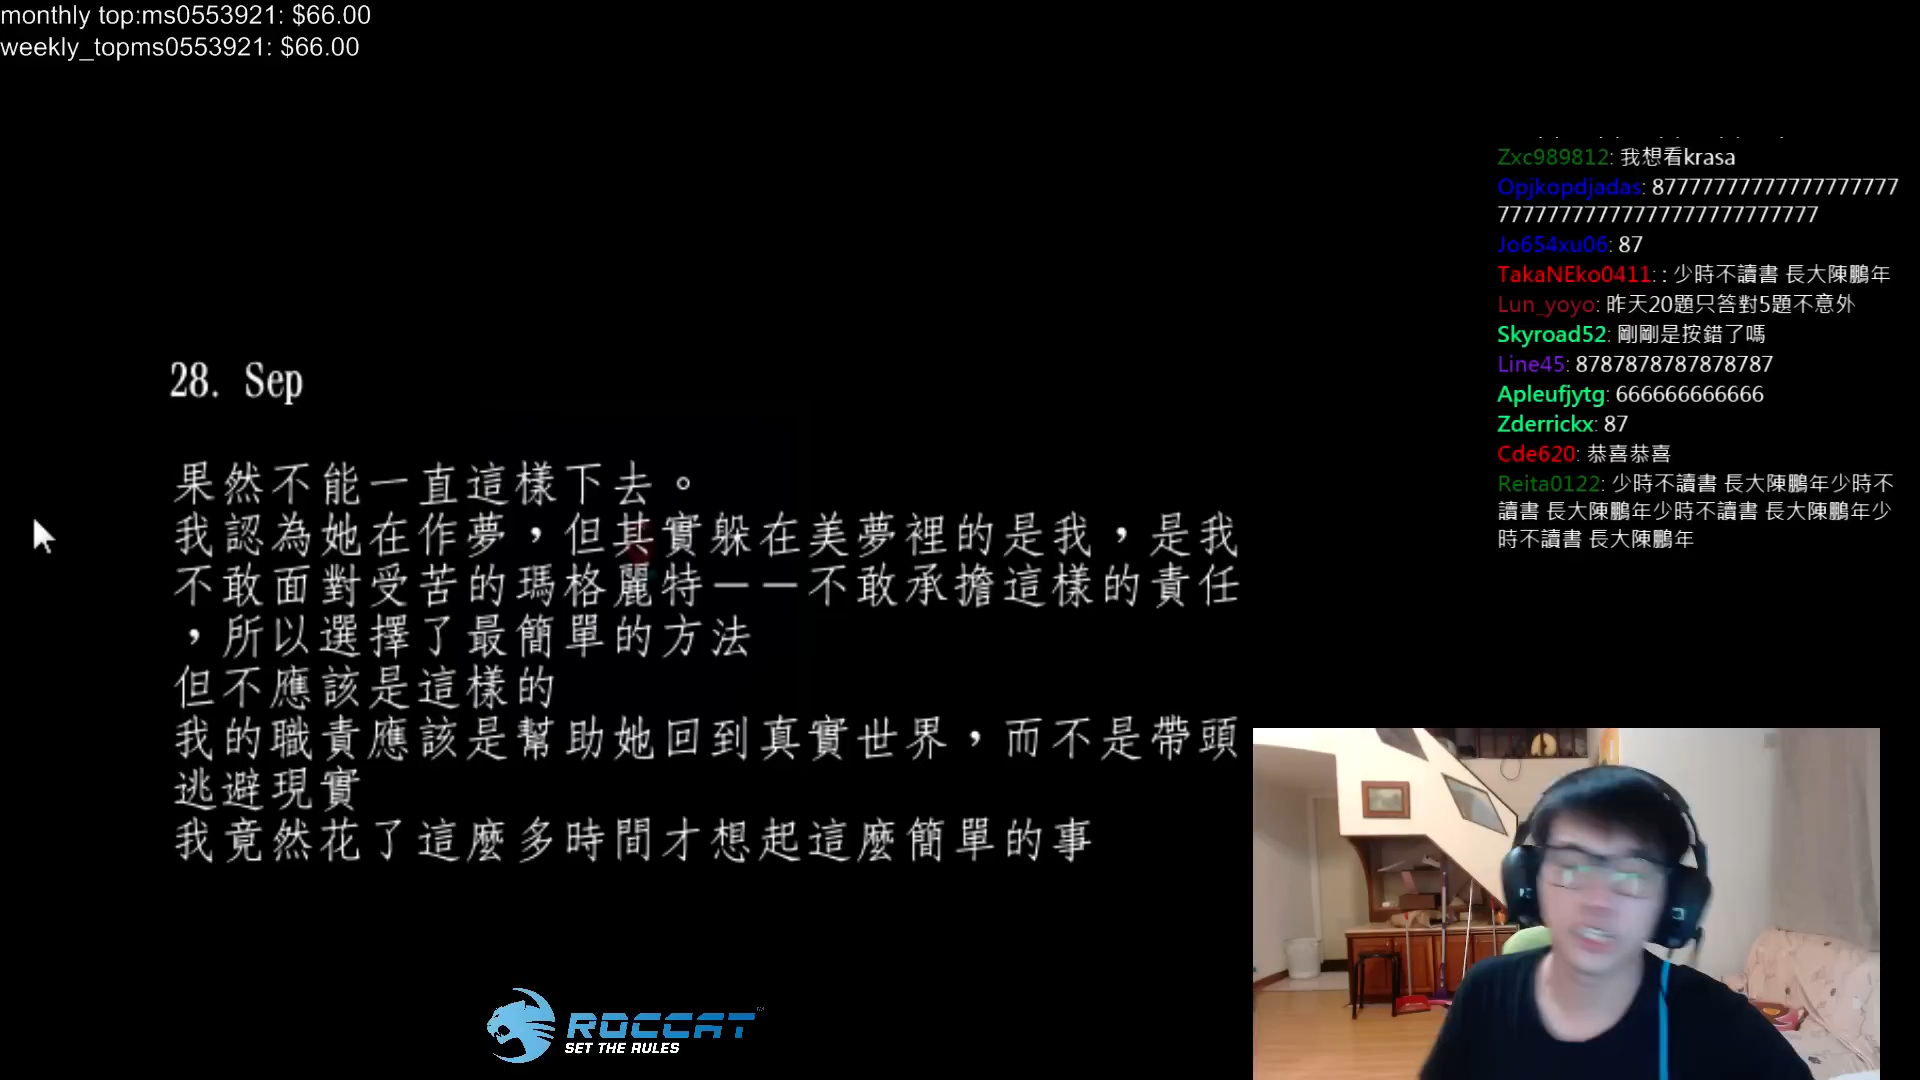 monthly top:ms0553921: $66.00
weekly_topms0553921: $66.00
Zxc989812: 我想看krasa
Opjkopdjadas: 87777777777777777777
77777777777777777777777777
Jo654xu06: 87
TakaNEko0411: : 少時不讀書 長大陳鵬年
Lun_yoyo: 昨天20題只答對5題不意外
Skyroad52: 剛剛是按錯了嗎
Line45: 8787878787878787
Apleufjytg: 666666666666
Zderrickx: 87
Cde620: 恭喜恭喜
Reita0122: 少時不讀書 長大陳鵬年少時不
讀書 長大陳鵬年少時不讀書 長大陳鵬年少
時不讀書 長大陳鵬年
28. Sep
果然不能一直這樣下去。
我認為她在作夢，但其實躲在美夢裡的是我，是我
不敢面對受苦的瑪格麗特——不敢承擔這樣的責任
，所以選擇了最簡單的方法
但不應該是這樣的
我的職責應該是幫助她回到真實世界，而不是帶頭
逃避現實
我竟然花了這麼多時間才想起這麼簡單的事
ROCCAT
SET THE RULES